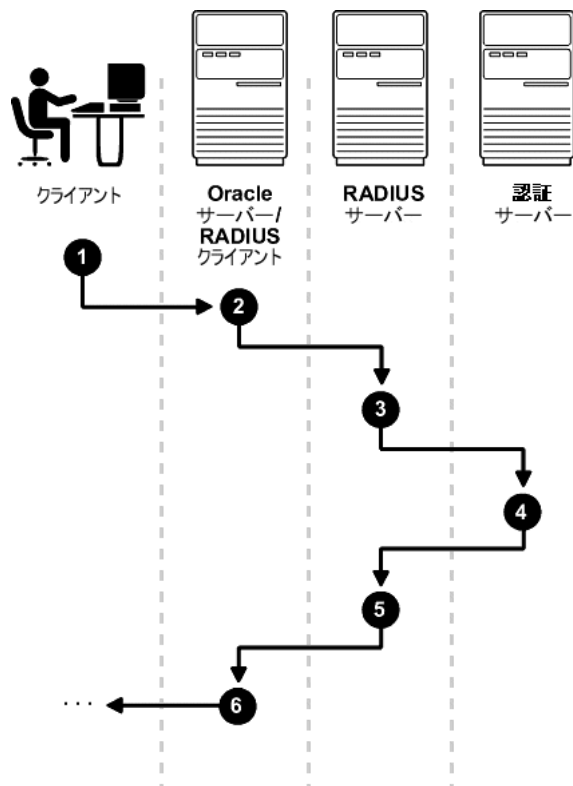 クライアント
Oracle
サーバー/
RADIUS
クライアント
RADIUS
サーバー
認証
サーバー
1
2
3
4
5
6
...